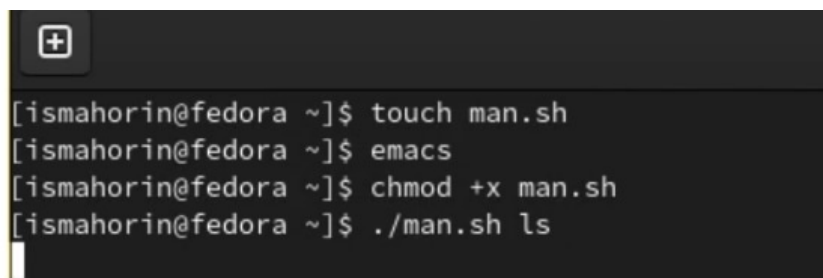 [ismahorin@fedora ~]$ touch man.sh
[ismahorin@fedora ~]$ emacs
[ismahorin@fedora ~]$ chmod +x man.sh
[ismahorin@fedora ~]$ ./man.sh ls